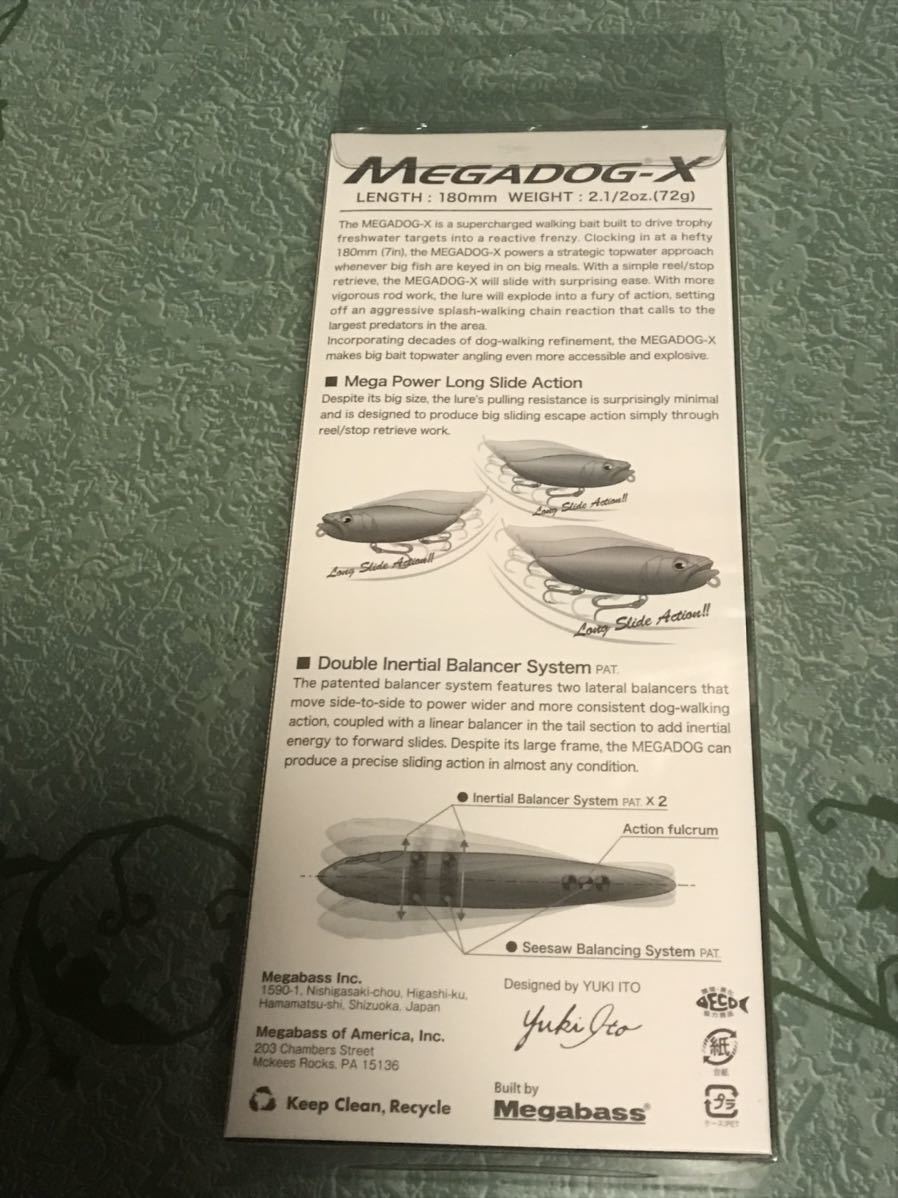 MEGADOG®-X
LENGTH : 180mm WEIGHT : 2.1/2oz.(72g)
The MEGADOG-X is a supercharged walking bait built to drive trophy
freshwater targets into a reactive frenzy. Clocking in at a hefty
180mm (7in), the MEGADOG-X powers a strategic topwater approach
whenever big fish are keyed in on big meals. With a simple reel/stop
retrieve, the MEGADOG-X will slide with surprising ease. With more
vigorous rod work, the lure will explode into a fury of action, setting
off an aggressive splash-walking chain reaction that calls to the
largest predators in the area.
Incorporating decades of dog-walking refinement, the MEGADOG-X
makes big bait topwater angling even more accessible and explosive.
■ Mega Power Long Slide Action
Despite its big size, the lure's pulling resistance is surprisingly minimal
and is designed to produce big sliding escape action simply through
reel/stop retrieve work.
Long Slide Action!!
Long Slide Action!!
Long Slide Action!!
■ Double Inertial Balancer System PAT.
The patented balancer system features two lateral balancers that
move side-to-side to power wider and more consistent dog-walking
action, coupled with a linear balancer in the tail section to add inertial
energy to forward slides. Despite its large frame, the MEGADOG can
produce a precise sliding action in almost any condition.
● Inertial Balancer System PAT. X 2
Action fulcrum
● Seesaw Balancing System PAT.
Megabass Inc.
1590-1, Nishigasaki-chou, Higashi-ku,
Hamamatsu-shi, Shizuoka, Japan
Megabass of America, Inc.
203 Chambers Street
Mckees Rocks, PA 15136
Keep Clean, Recycle
Designed by YUKI ITO
Yuki Ito
Built by
Megabass®
ECO
紙
台紙
プラ
ケース:PET